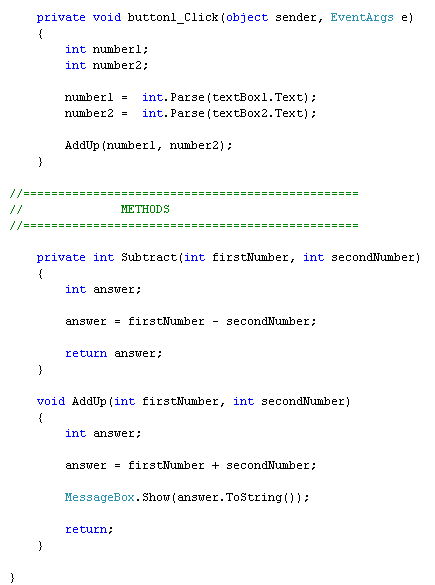 private void button1_Click(object sender, EventArgs e)
{
int number1;
int number2;
number1 =  int.Parse(textBox1.Text);
number2 =  int.Parse(textBox2.Text);
AddUp(number1, number2);
}
//================================================
//              METHODS
//================================================
private int Subtract(int firstNumber, int secondNumber)
{
int answer;
answer = firstNumber - secondNumber;
return answer;
}
void AddUp(int firstNumber, int secondNumber)
{
int answer;
answer = firstNumber + secondNumber;
MessageBox.Show(answer.ToString());
return;
}
}